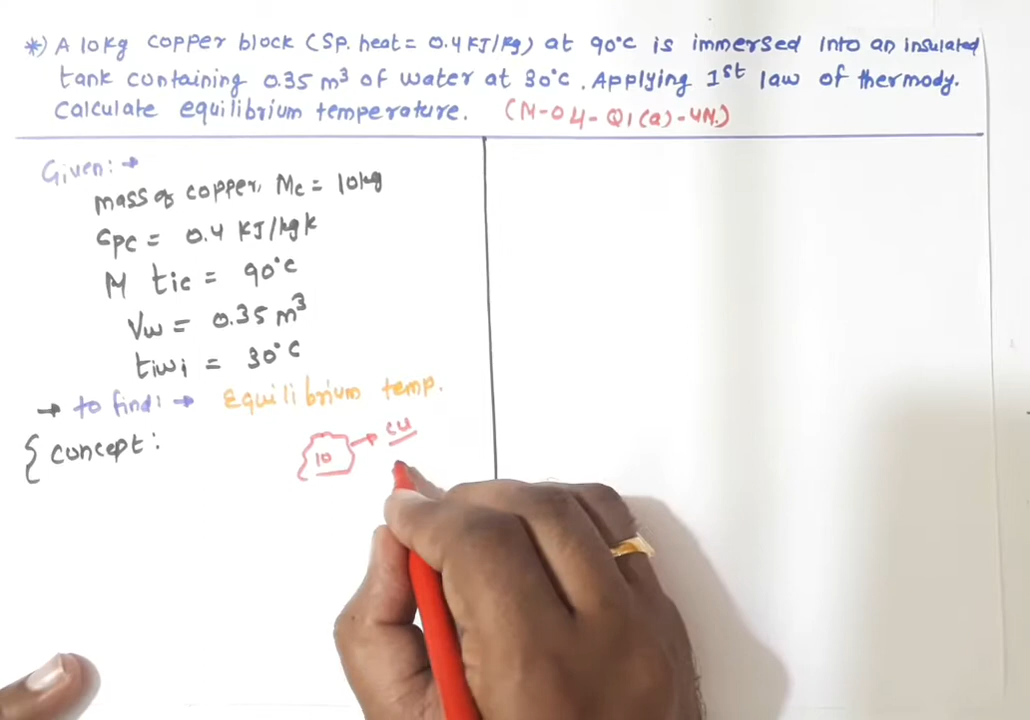 *) A 10kg copper block (SP. heat = 0.4 KJ/kg) at 90°c is immersed into an insulated
tank containing 0.35 m³ of water at 30°c. Applying 1st law of thermody.
Calculate equilibrium temperature. (M-04-Q1(a)-4M.)
Given: →
mass of copper, Mc = 10kg
Cpc = 0.4 KJ/kgk
M tic = 90°c
Vw = 0.35 m³
tiwi = 30°C
→ to find: → Equilibrium temp.
{ concept:
10 → cu